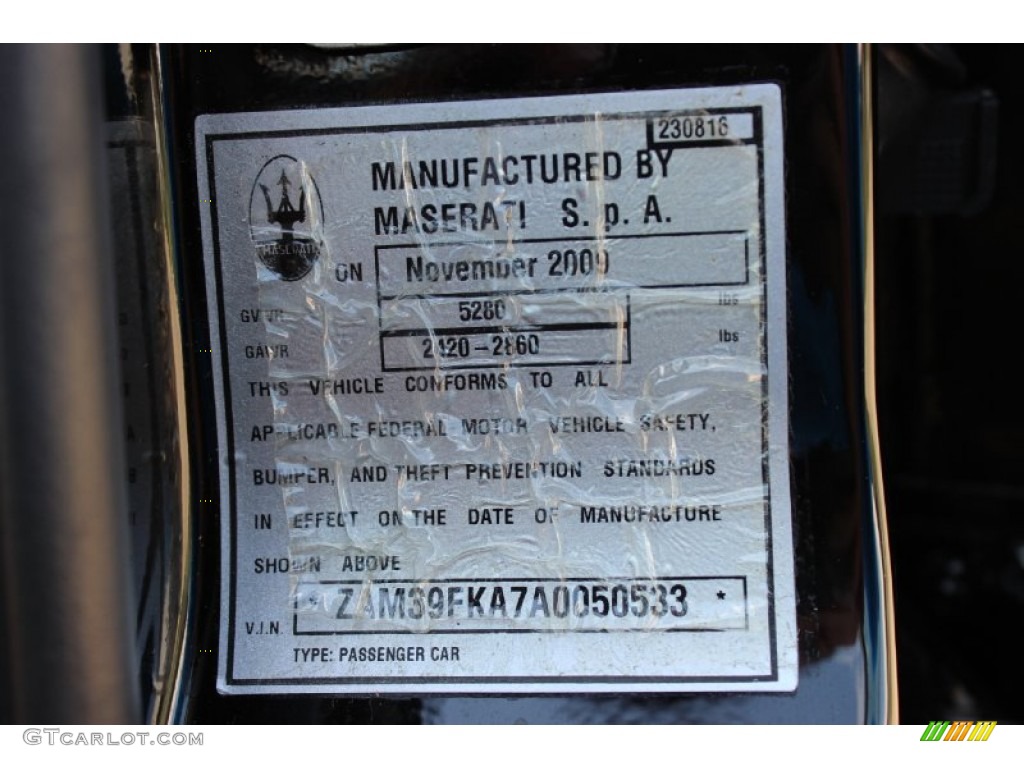 230816
MANUFACTURED BY
MASERATI S.p.A.
MASERATI
ON November 2009
GVWR 5280 lbs
GAWR 2420-2860 lbs
THIS VEHICLE CONFORMS TO ALL
APPLICABLE FEDERAL MOTOR VEHICLE SAFETY,
BUMPER, AND THEFT PREVENTION STANDARDS
IN EFFECT ON THE DATE OF MANUFACTURE
SHOWN ABOVE
V.I.N. * ZAM39FKA7A0050533 *
TYPE: PASSENGER CAR
GTCarLot.com